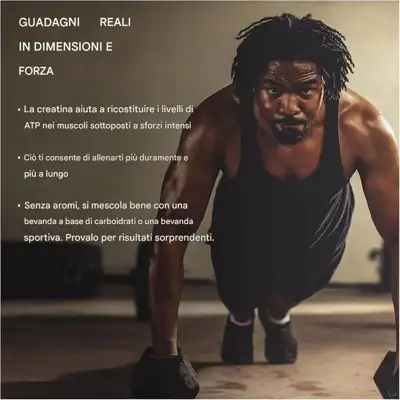 GUADAGNI REALI
IN DIMENSIONI E
FORZA
• La creatina aiuta a ricostituire i livelli di
ATP nei muscoli sottoposti a sforzi intensi
• Ciò ti consente di allenarti più duramente e
più a lungo
• Senza aromi, si mescola bene con una
bevanda a base di carboidrati o una bevanda
sportiva. Provalo per risultati sorprendenti.